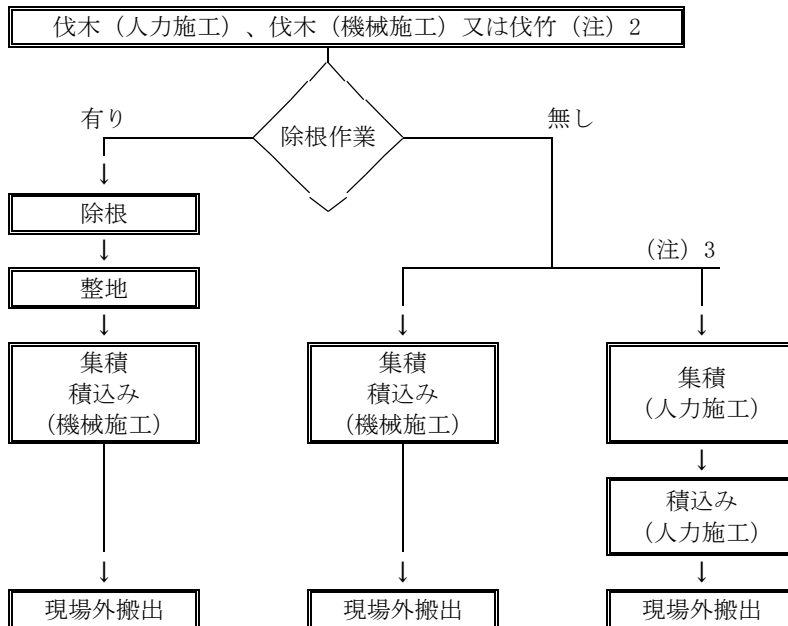 伐木（人力施工）、伐木（機械施工）又は伐竹（注）2
有り
除根作業
無し
↓
除根
（注）3
↓
整地
↓
↓
↓
集積
積込み
（機械施工）
集積
積込み
（機械施工）
集積
（人力施工）
↓
積込み
（人力施工）
↓
↓
↓
現場外搬出
現場外搬出
現場外搬出